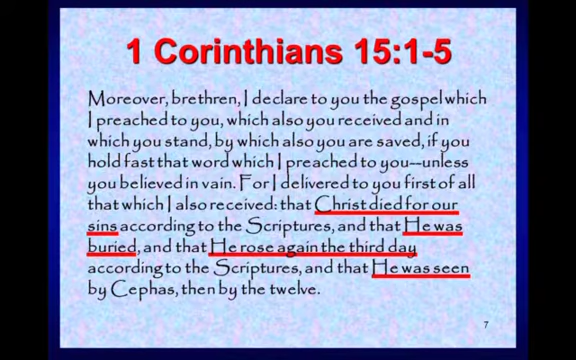 1 Corinthians 15:1-5
Moreover, brethren, I declare to you the gospel which
I preached to you, which also you received and in
which you stand, by which also you are saved, if you
hold fast that word which I preached to you--unless
you believed in vain. For I delivered to you first of all
that which I also received: that Christ died for our
sins according to the Scriptures, and that He was
buried, and that He rose again the third day
according to the Scriptures, and that He was seen
by Cephas, then by the twelve.
7